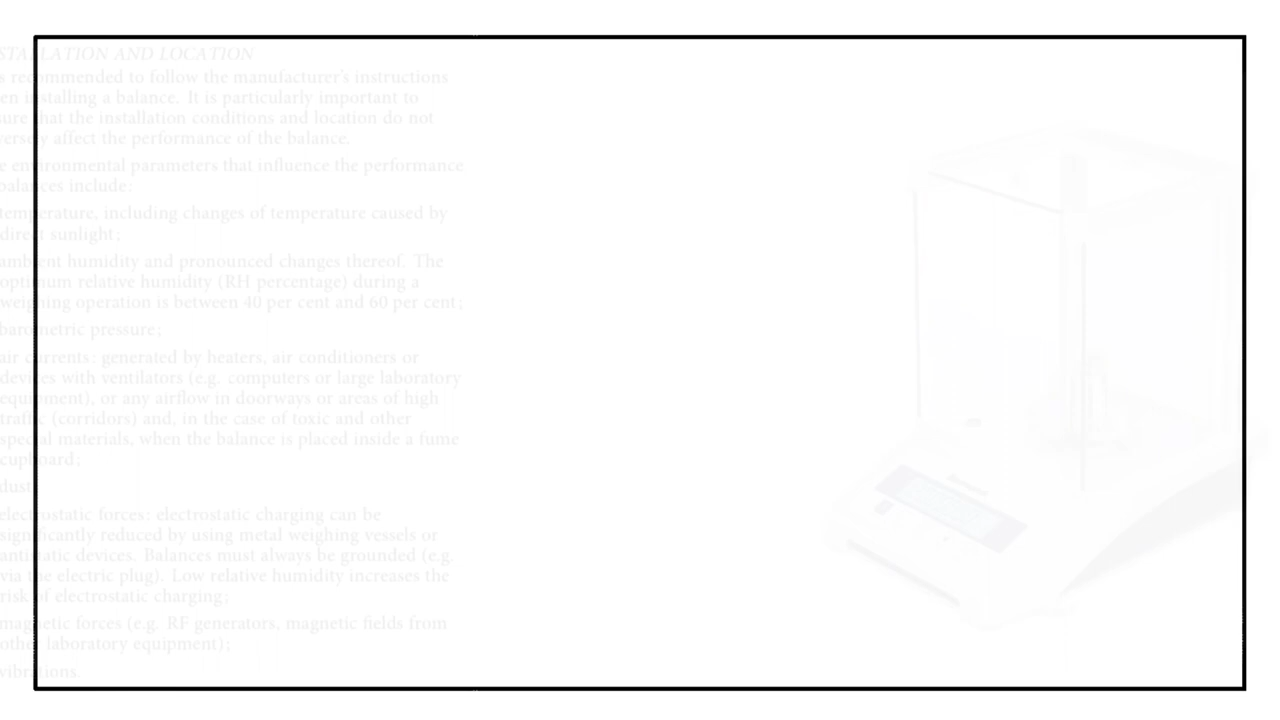 STALLATION AND LOCATION
s recommended to follow the manufacturer's instructions
en installing a balance. It is particularly important to
sure that the installation conditions and location do not
versely affect the performance of the balance.
e environmental parameters that influence the performance
balances include:
temperature, including changes of temperature caused by
direct sunlight;
ambient humidity and pronounced changes thereof. The
optimum relative humidity (RH percentage) during a
weighing operation is between 40 per cent and 60 per cent;
barometric pressure;
air currents: generated by heaters, air conditioners or
devices with ventilators (e.g. computers or large laboratory
equipment), or any airflow in doorways or areas of high
traffic (corridors) and, in the case of toxic and other
special materials, when the balance is placed inside a fume
cupboard;
dust;
electrostatic forces: electrostatic charging can be
significantly reduced by using metal weighing vessels or
antistatic devices. Balances must always be grounded (e.g.
via the electric plug). Low relative humidity increases the
risk of electrostatic charging;
magnetic forces (e.g. RF generators, magnetic fields from
other laboratory equipment);
vibrations.